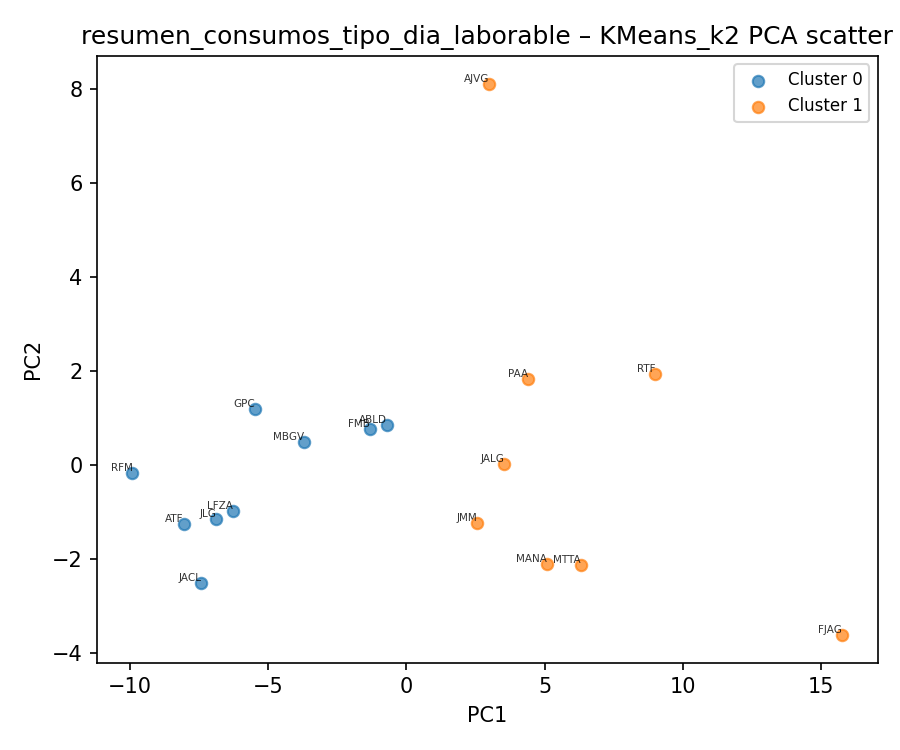 resumen_consumos_tipo_dia_laborable – KMeans_k2 PCA scatter
Cluster 0
Cluster 1
AJVG
PAA
RTF
GPC
ABLD
FMB
MBGV
JALG
RFM
LFZA
JLG
ATF
JMM
JACL
MANA
MTTA
FJAG
8
6
4
2
0
−2
−4
PC2
−10
−5
0
5
10
15
PC1